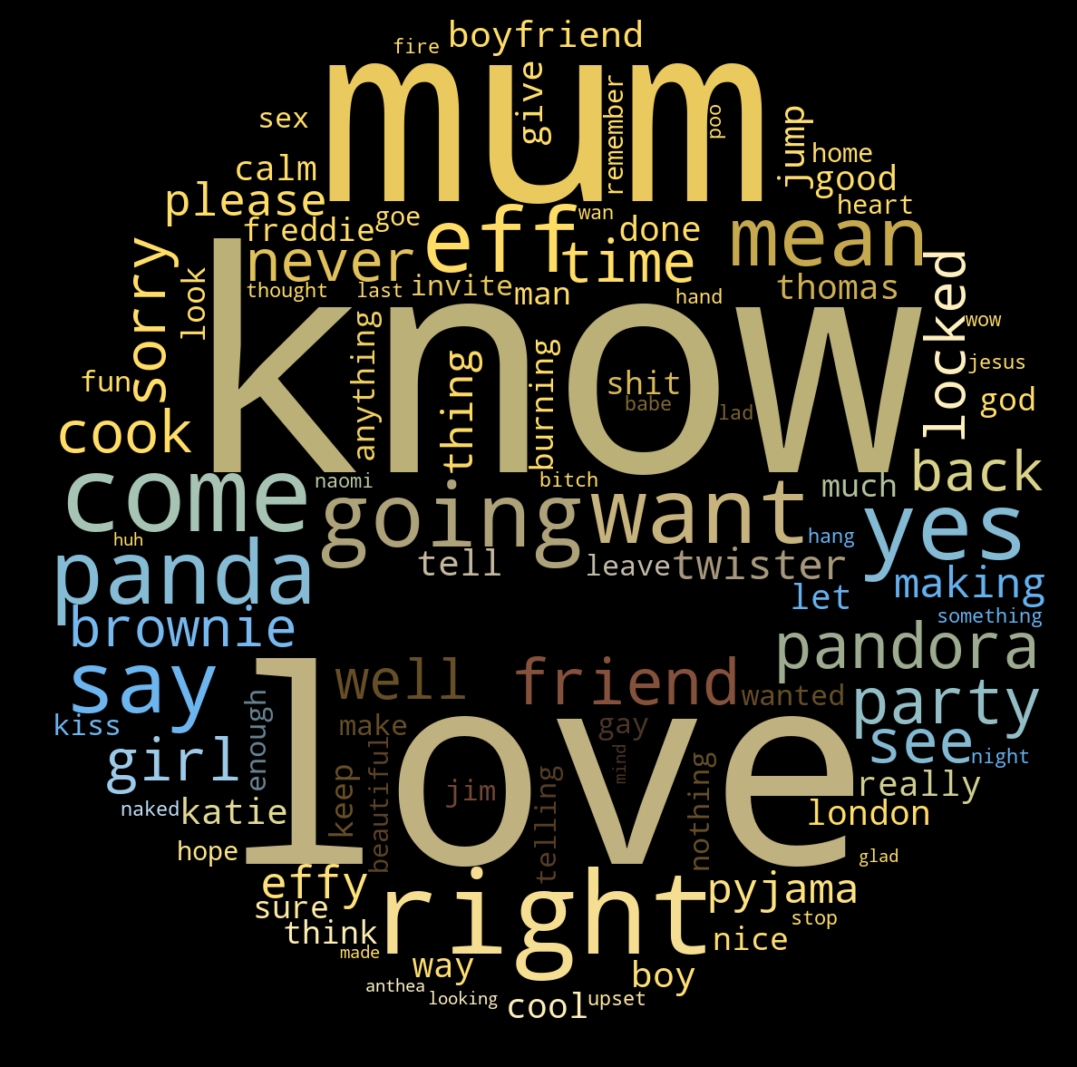 fire boyfriend
mum
give
remember
poo
sex
jump
calm
home
please
good
heart
freddie
goe
eff
wan
done
mean
never
time
thought
last
invite
man
hand
thomas
sorry
look
know
locked
wow
anything
thing
burning
shit
babe
lad
jesus
fun
god
cook
come
naomi
bitch
much
back
going
want
yes
huh
panda
tell
leave
twister
hang
making
let
something
brownie
pandora
say
well
friend
wanted
party
love
kiss
enough
make
gay
mind
see
night
girl
keep
beautiful
jim
telling
nothing
really
naked
katie
london
hope
glad
effy
right
pyjama
sure
stop
think
nice
made
way
boy
anthea
looking
cool
upset